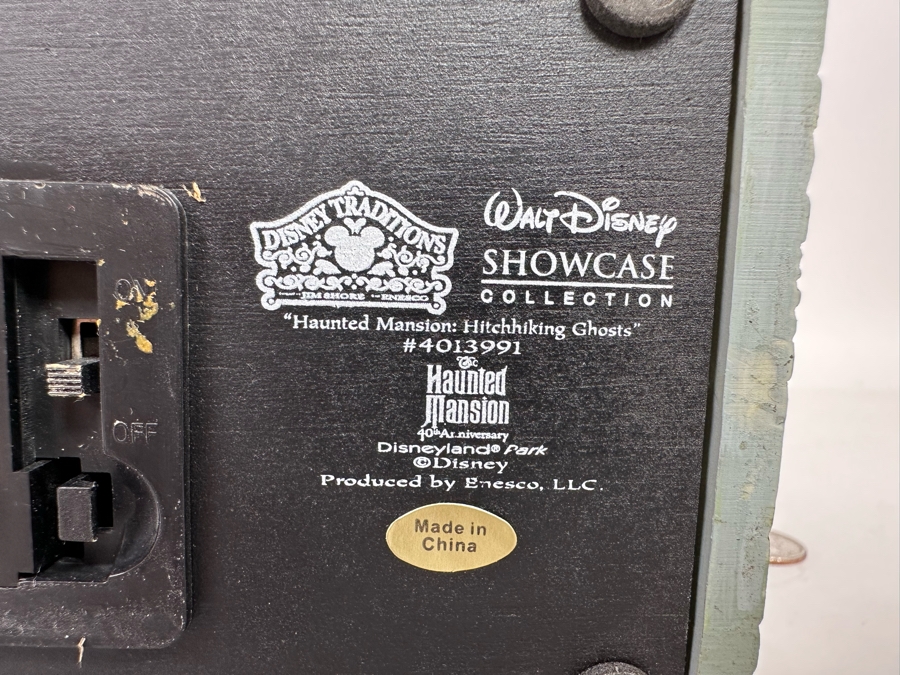 DISNEY TRADITIONS
JIM SHORE ENESCO
WALT DISNEY
SHOWCASE
COLLECTION
"Haunted Mansion: Hitchhiking Ghosts"
#4013991
The
Haunted
Mansion
40th Anniversary
Disneyland® Park
©Disney
Produced by Enesco, LLC.
Made in
China
ON
OFF